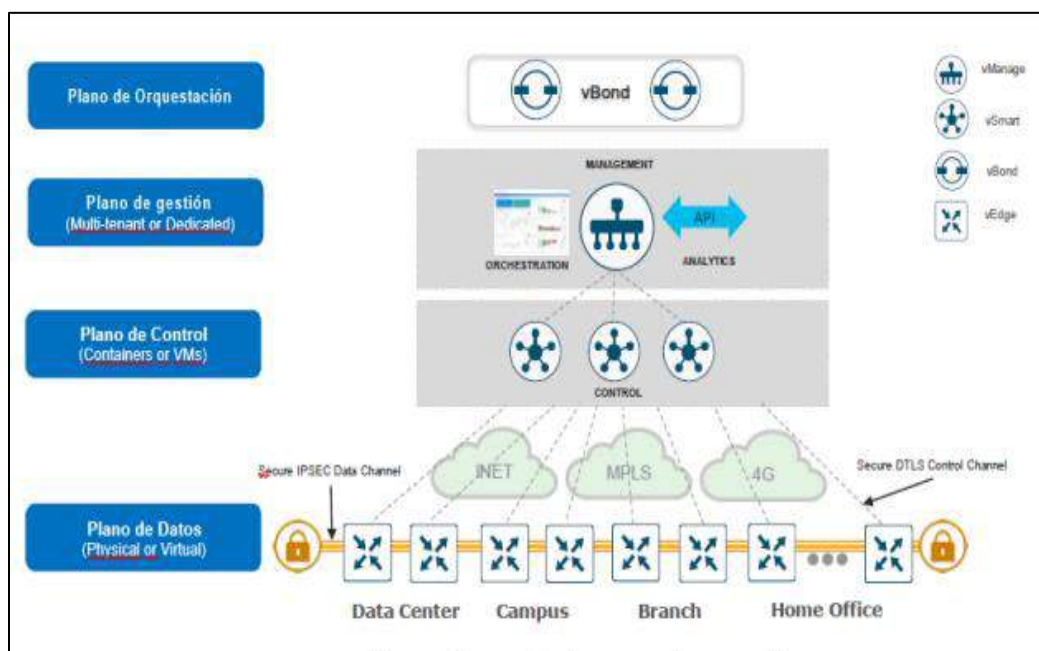 Plano de Orquestación
vBond
vManage
vSmart
vBond
vEdge
Plano de gestión
(Multi-tenant or Dedicated)
MANAGEMENT
API
ORCHESTRATION
ANALYTICS
Plano de Control
(Containers or VMs)
CONTROL
INET
MPLS
4G
Secure IPSEC Data Channel
Secure DTLS Control Channel
Plano de Datos
(Physical or Virtual)
Data Center
Campus
Branch
Home Office